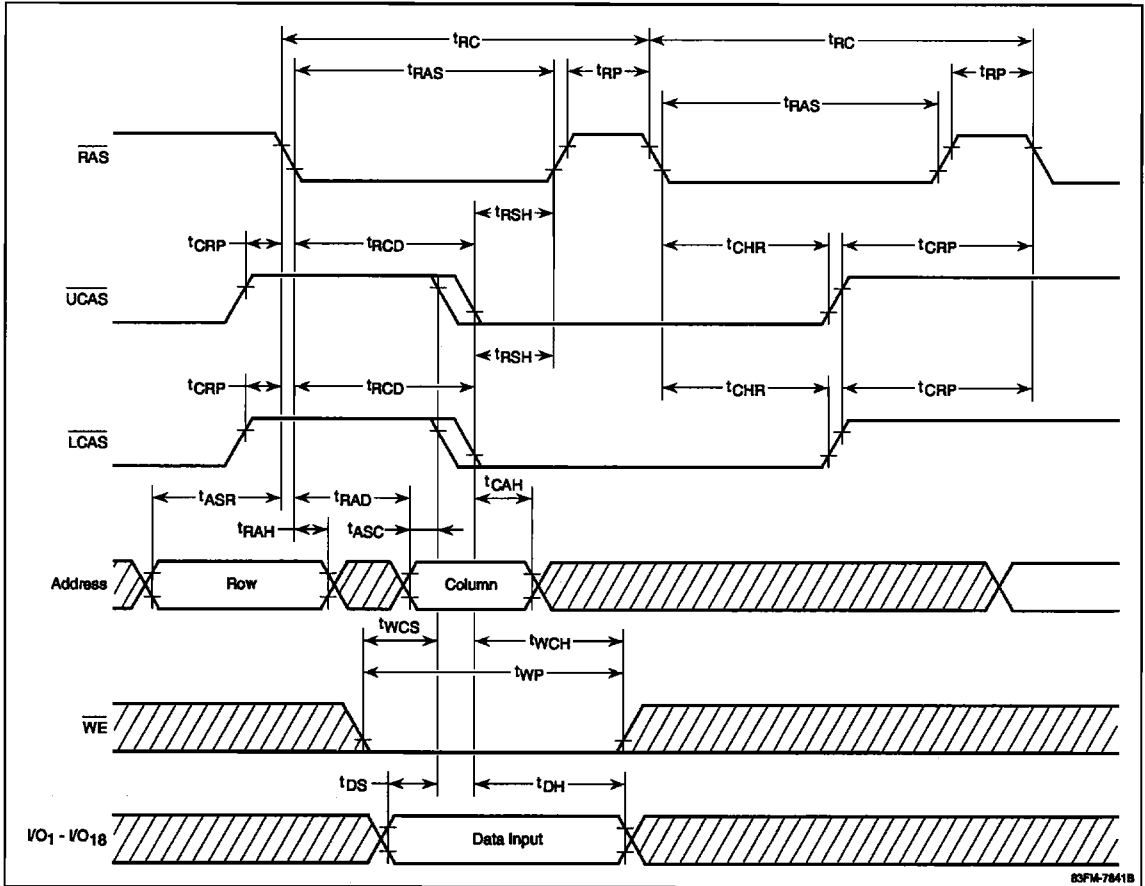 tRC tRC
tRAS tRP
tRAS tRP
RAS
tRSH
tCRP tRCD tCHR tCRP
UCAS
tRSH
tCRP tRCD tCHR tCRP
LCAS
tCAH
tASR tRAD
tRAH tASC
Address Row Column
tWCS tWCH
tWP
WE
tDS tDH
I/O1 - I/O18 Data Input
83FM-7841B